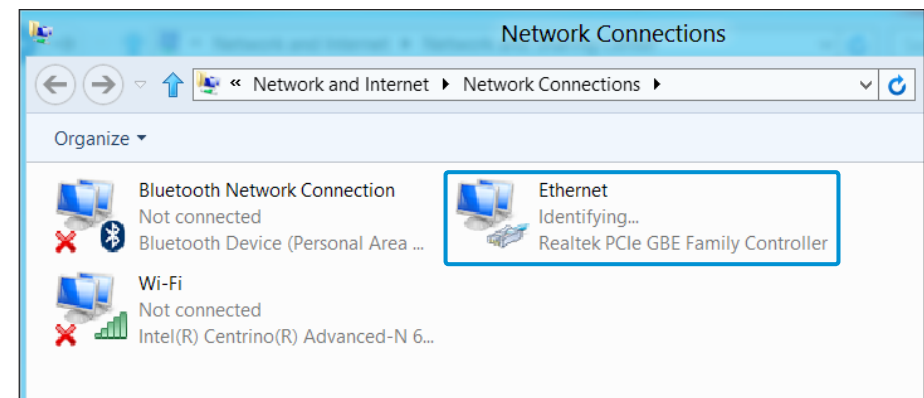 Network Connections
« Network and Internet ▸ Network Connections ▸
Organize ▾
Bluetooth Network Connection
Not connected
Bluetooth Device (Personal Area ...
Ethernet
Identifying...
Realtek PCIe GBE Family Controller
Wi-Fi
Not connected
Intel(R) Centrino(R) Advanced-N 6...